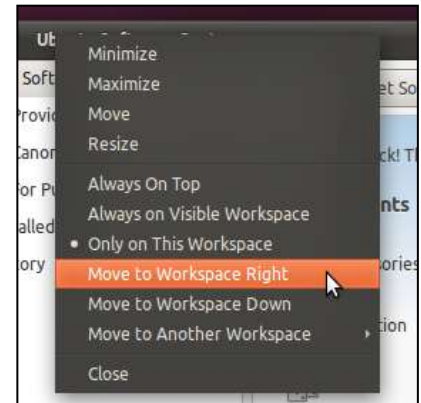 Minimize
Maximize
Move
Resize
Always On Top
Always on Visible Workspace
Only on This Workspace
Move to Workspace Right
Move to Workspace Down
Move to Another Workspace
Close